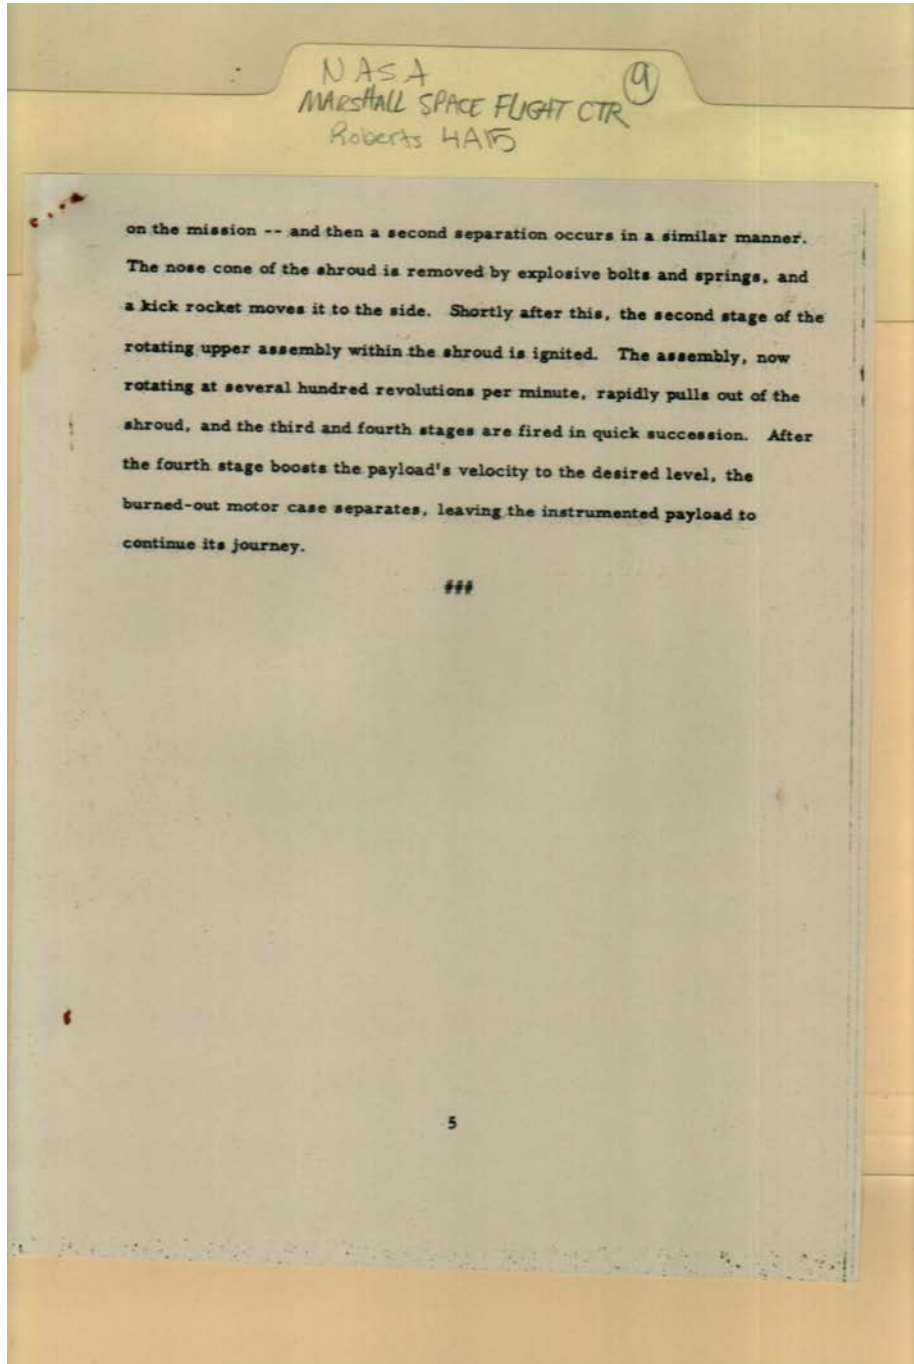 NASA
9
MARSHALL SPACE FLIGHT CTR
Roberts 4A15
on the mission -- and then a second separation occurs in a similar manner.
The nose cone of the shroud is removed by explosive bolts and springs, and
a kick rocket moves it to the side. Shortly after this, the second stage of the
rotating upper assembly within the shroud is ignited. The assembly, now
rotating at several hundred revolutions per minute, rapidly pulls out of the
shroud, and the third and fourth stages are fired in quick succession. After
the fourth stage boosts the payload's velocity to the desired level, the
burned-out motor case separates, leaving the instrumented payload to
continue its journey.
###
5